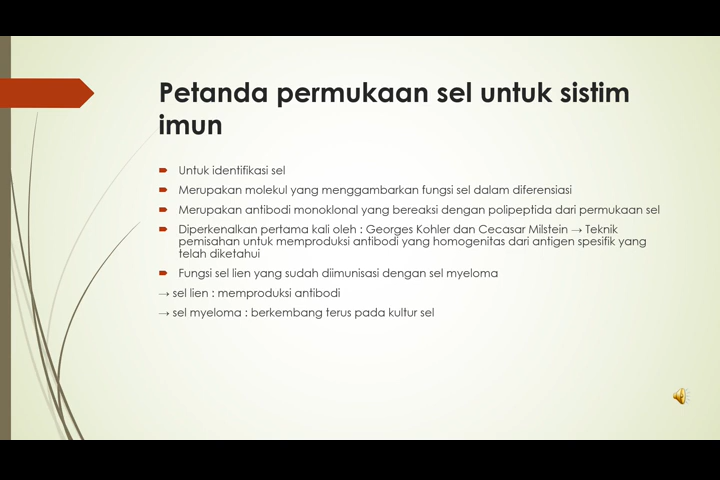 Petanda permukaan sel untuk sistim
imun
Untuk identifikasi sel
Merupakan molekul yang menggambarkan fungsi sel dalam diferensiasi
Merupakan antibodi monoklonal yang bereaksi dengan polipeptida dari permukaan sel
Diperkenalkan pertama kali oleh : Georges Kohler dan Cecasar Milstein → Teknik
pemisahan untuk memproduksi antibodi yang homogenitas dari antigen spesifik yang
telah diketahui
Fungsi sel lien yang sudah diimunisasi dengan sel myeloma
→ sel lien : memproduksi antibodi
→ sel myeloma : berkembang terus pada kultur sel